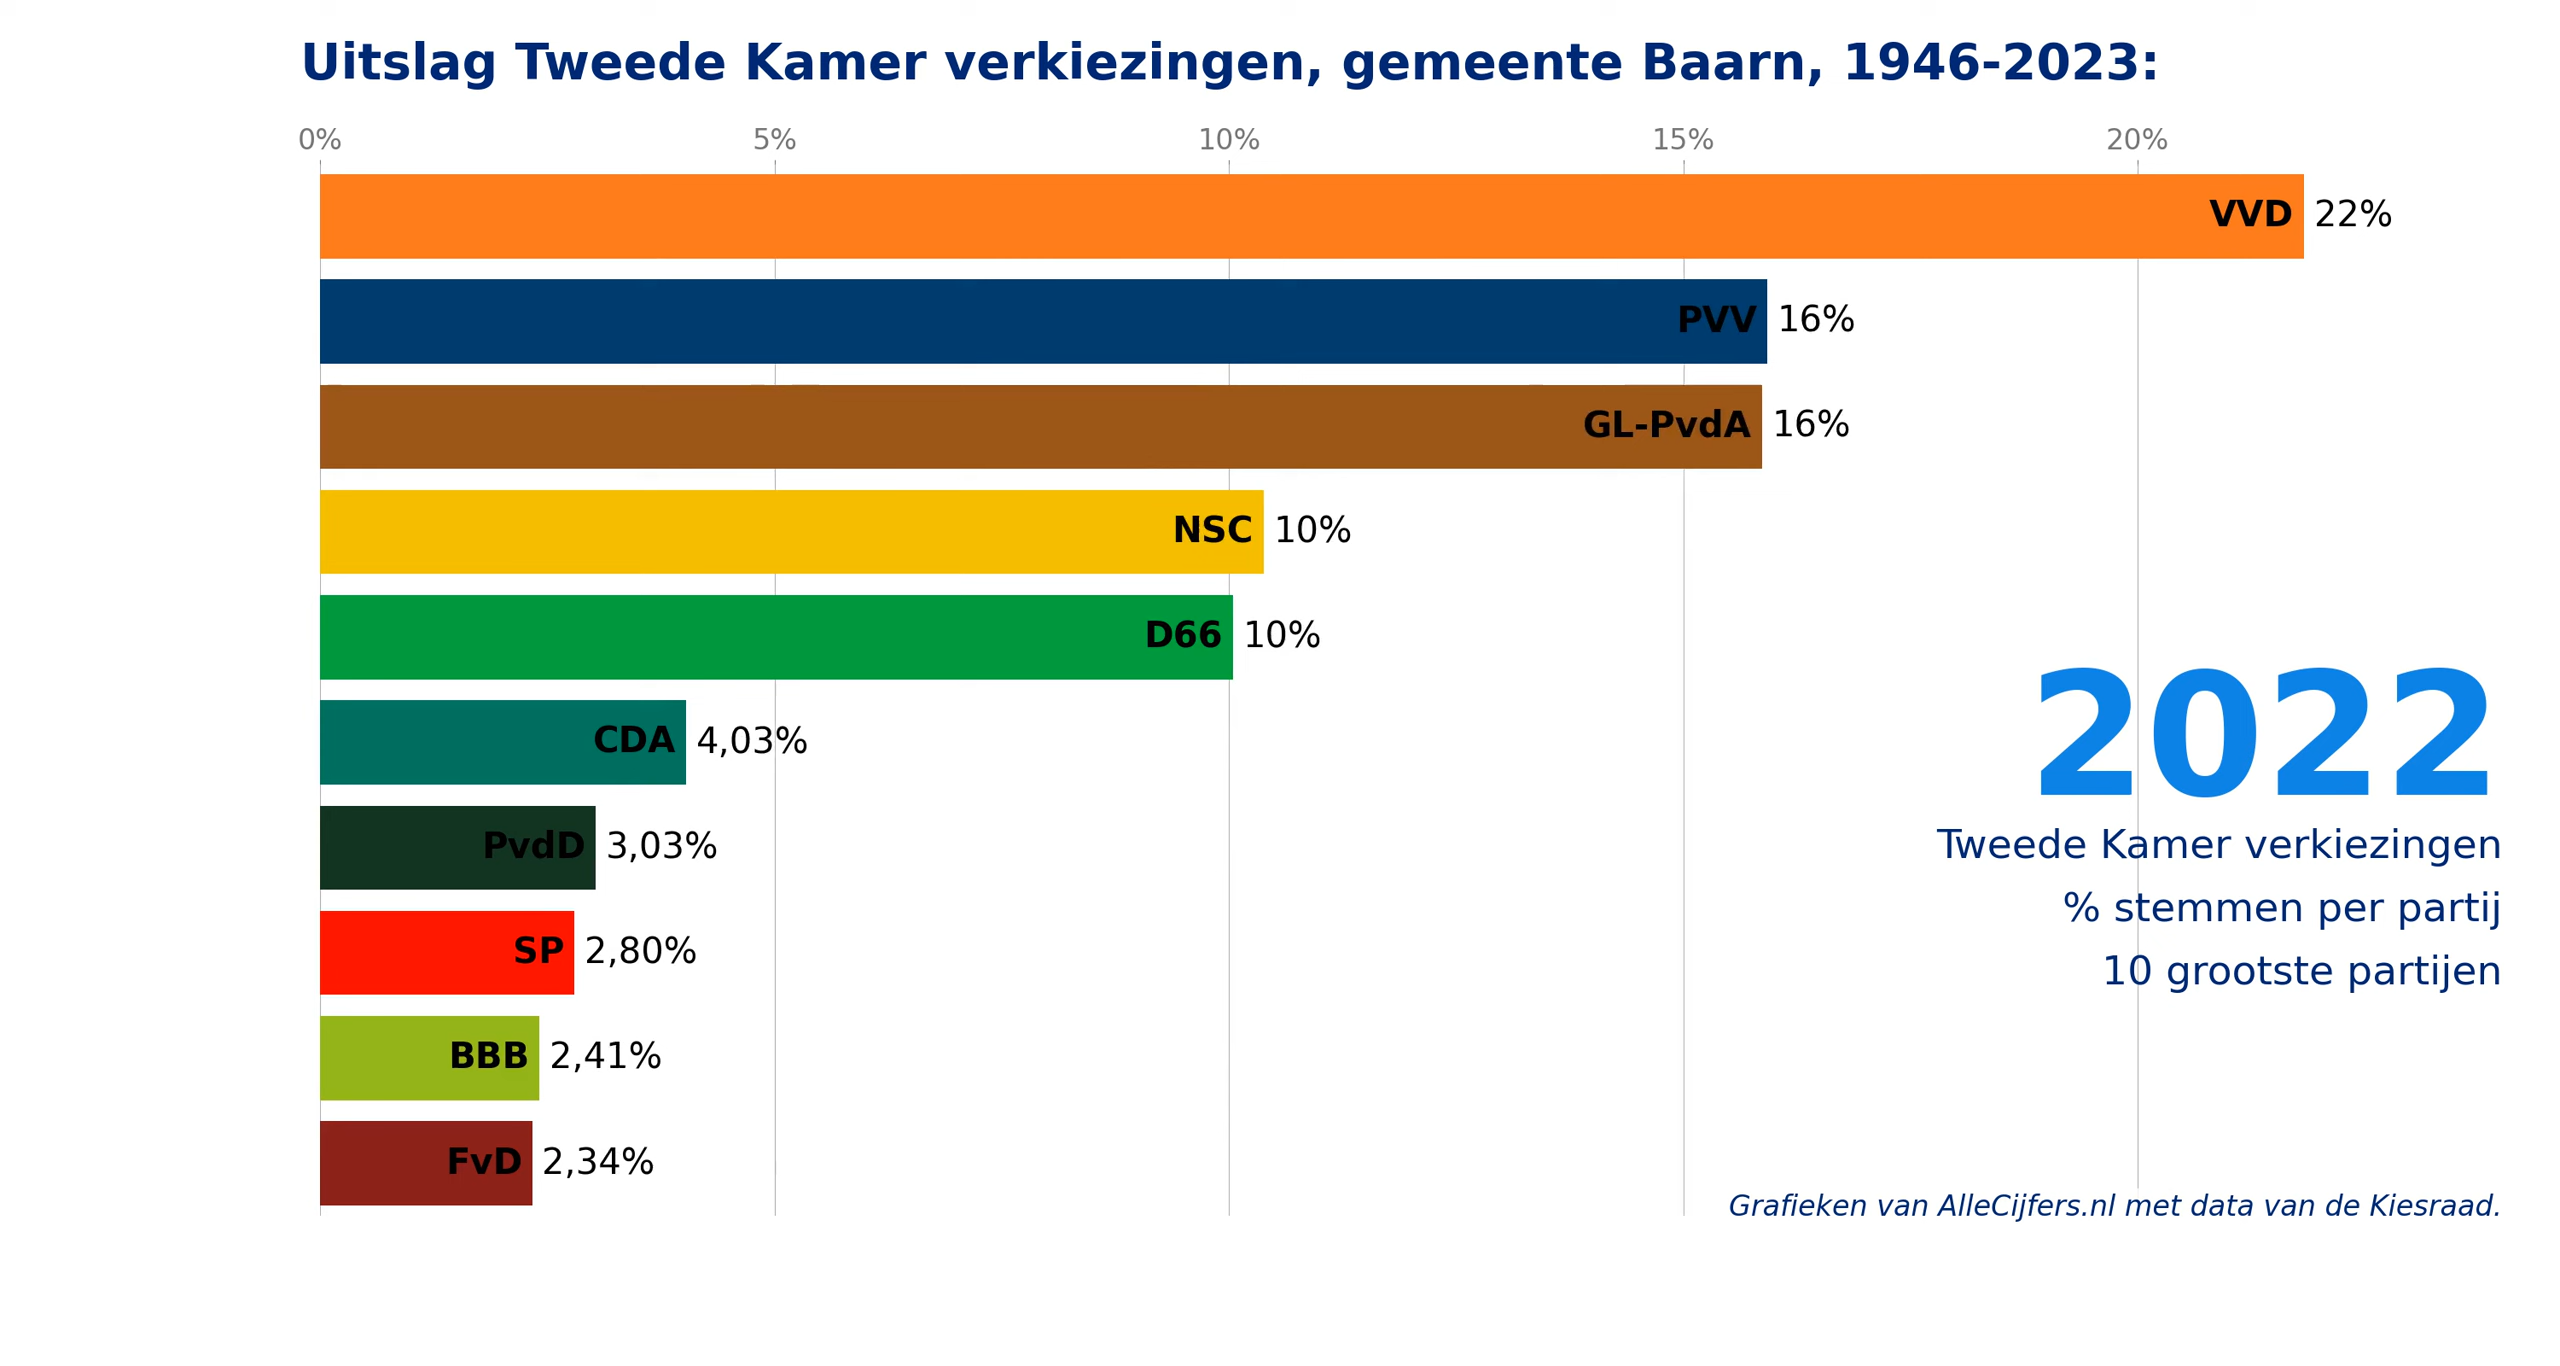 Uitslag Tweede Kamer verkiezingen, gemeente Baarn, 1946-2023:
0% 5% 10% 15% 20%
VVD 22%
PVV 16%
GL-PvdA 16%
NSC 10%
D66 10%
CDA 4,03%
PvdD 3,03%
SP 2,80%
BBB 2,41%
FvD 2,34%
2022
Tweede Kamer verkiezingen
% stemmen per partij
10 grootste partijen
Grafieken van AlleCijfers.nl met data van de Kiesraad.